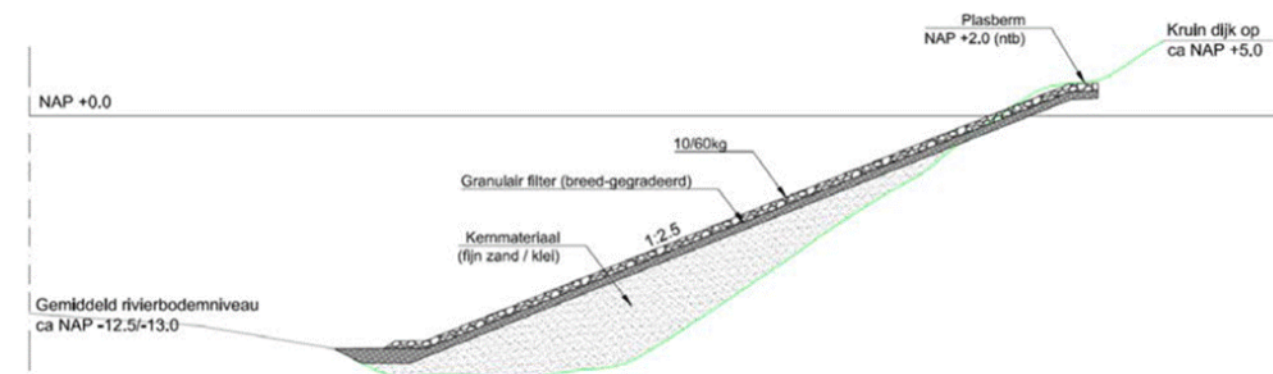 Plasberm
NAP +2.0 (ntb)
Kruin dijk op
ca NAP +5.0
NAP +0.0
10/60kg
Granulair filter (breed-gegradeerd)
1:2.5
Kernmateriaal
(fijn zand / klei)
Gemiddeld rivierbodemniveau
ca NAP -12.5/-13.0